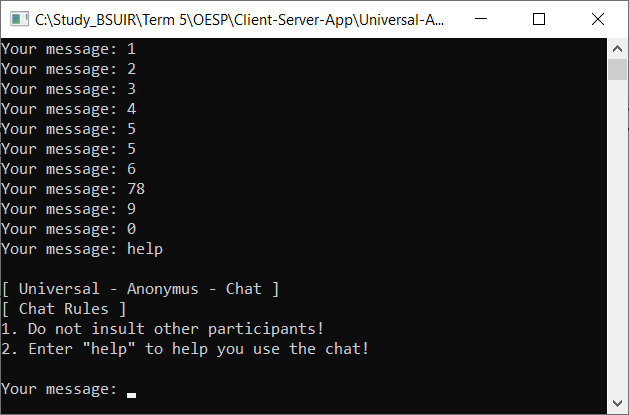 C:\Study_BSUIR\Term 5\OESP\Client-Server-App\Universal-A...
Your message: 1
Your message: 2
Your message: 3
Your message: 4
Your message: 5
Your message: 5
Your message: 6
Your message: 78
Your message: 9
Your message: 0
Your message: help
[ Universal - Anonymus - Chat ]
[ Chat Rules ]
1. Do not insult other participants!
2. Enter "help" to help you use the chat!
Your message: